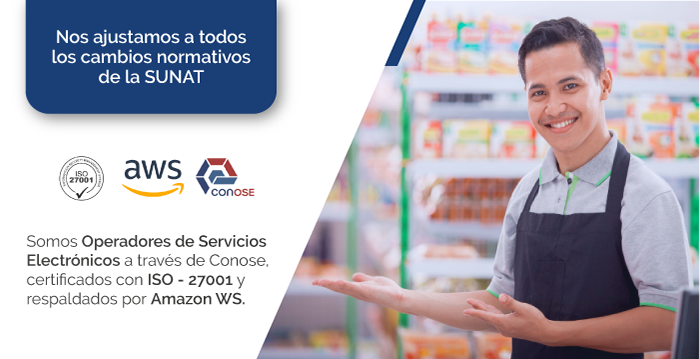 Nos ajustamos a todos
los cambios normativos
de la SUNAT
ISO
27001
aws
CONOSE
Somos Operadores de Servicios
Electrónicos a través de Conose,
certificados con ISO - 27001 y
respaldados por Amazon WS.